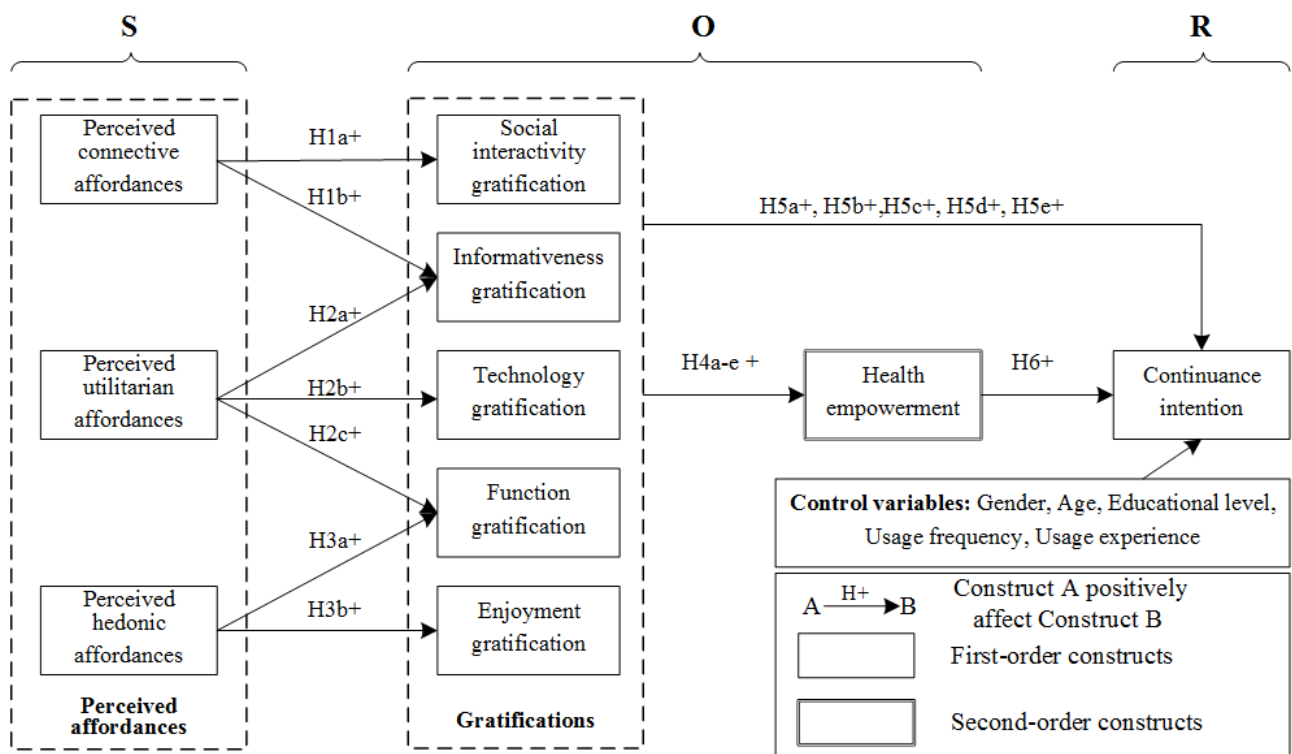 S
O
R
Perceived
connective
affordances
H1a+
H1b+
Social
interactivity
gratification
H5a+, H5b+,H5c+, H5d+, H5e+
Informativeness
gratification
H2a+
Perceived
utilitarian
affordances
H2b+
H2c+
Technology
gratification
H4a-e +
Health
empowerment
H6+
Continuance
intention
Function
gratification
Control variables: Gender, Age, Educational level,
Usage frequency, Usage experience
H3a+
Perceived
hedonic
affordances
H3b+
Enjoyment
gratification
Perceived
affordances
Gratifications
A H+ B
Construct A positively
affect Construct B
First-order constructs
Second-order constructs